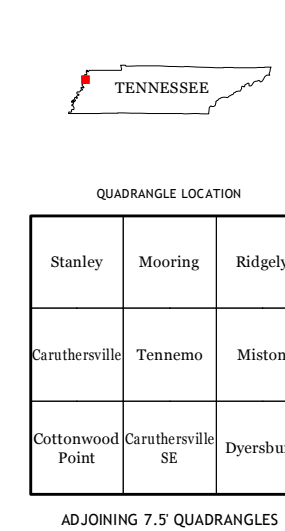 TENNESSEE
QUADRANGLE LOCATION
Stanley Mooring Ridgely
Caruthersville Tennemo Miston
Cottonwood Point Caruthersville SE
ADJOINING 7.5' QUADRANGLES